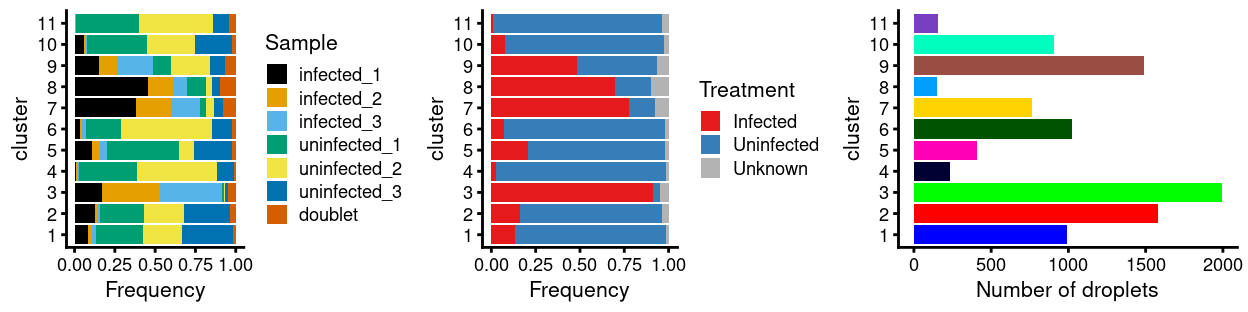 cluster
11
10
9
8
7
6
5
4
3
2
1
0.00 0.25 0.50 0.75 1.00
Frequency
Sample
infected_1
infected_2
infected_3
uninfected_1
uninfected_2
uninfected_3
doublet
cluster
11
10
9
8
7
6
5
4
3
2
1
0.00 0.25 0.50 0.75 1.00
Frequency
Treatment
Infected
Uninfected
Unknown
cluster
11
10
9
8
7
6
5
4
3
2
1
0 500 1000 1500 2000
Number of droplets